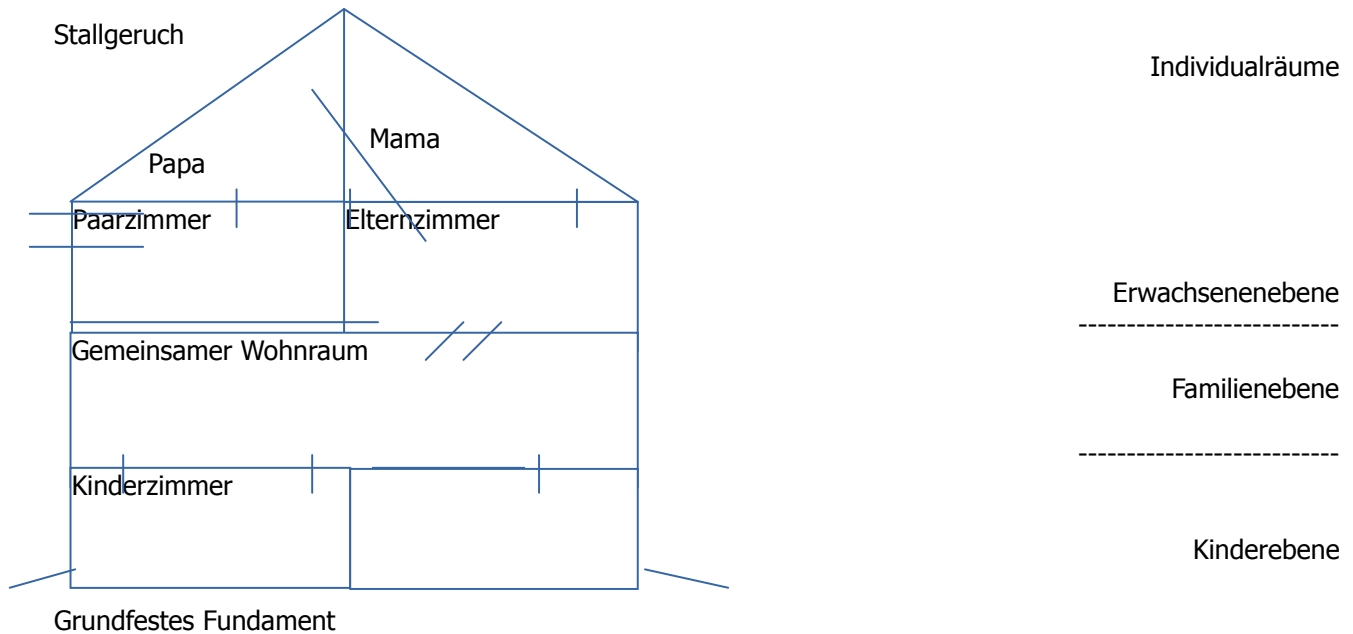 Stallgeruch
Individualräume
Mama
Papa
Paarzimmer
Elternzimmer
Erwachsenenebene
---------------------------
Gemeinsamer Wohnraum
Familienebene
---------------------------
Kinderzimmer
Kinderebene
Grundfestes Fundament